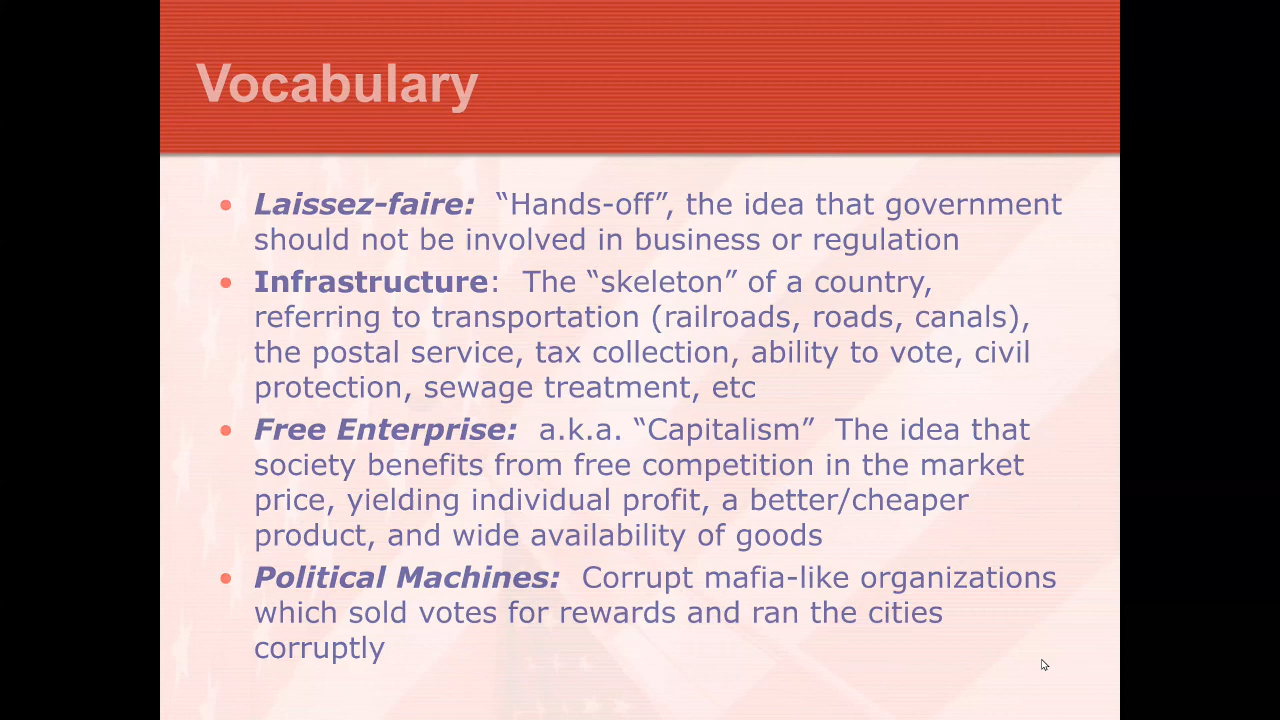 Vocabulary
• Laissez-faire: “Hands-off”, the idea that government
should not be involved in business or regulation
• Infrastructure: The “skeleton” of a country,
referring to transportation (railroads, roads, canals),
the postal service, tax collection, ability to vote, civil
protection, sewage treatment, etc
• Free Enterprise: a.k.a. “Capitalism” The idea that
society benefits from free competition in the market
price, yielding individual profit, a better/cheaper
product, and wide availability of goods
• Political Machines: Corrupt mafia-like organizations
which sold votes for rewards and ran the cities
corruptly